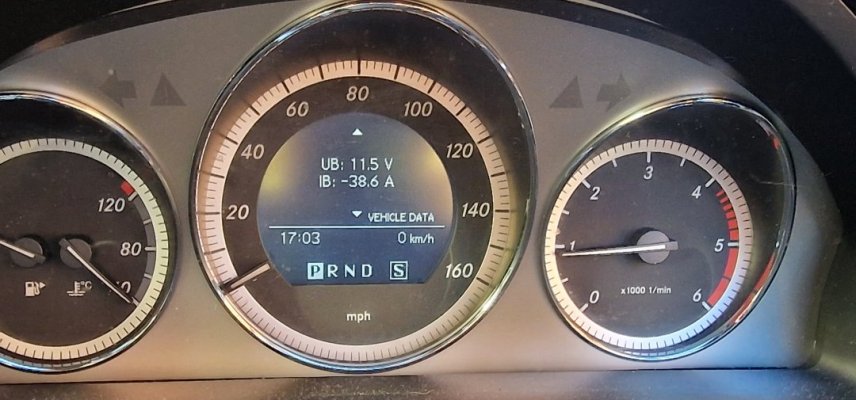 120
80
°C
20
40
60
80
100
120
140
160
UB: 11.5 V
IB: -38.6 A
VEHICLE DATA
17:03 0 km/h
P R N D S
mph
0
1
2
3
4
5
6
x1000 1/min